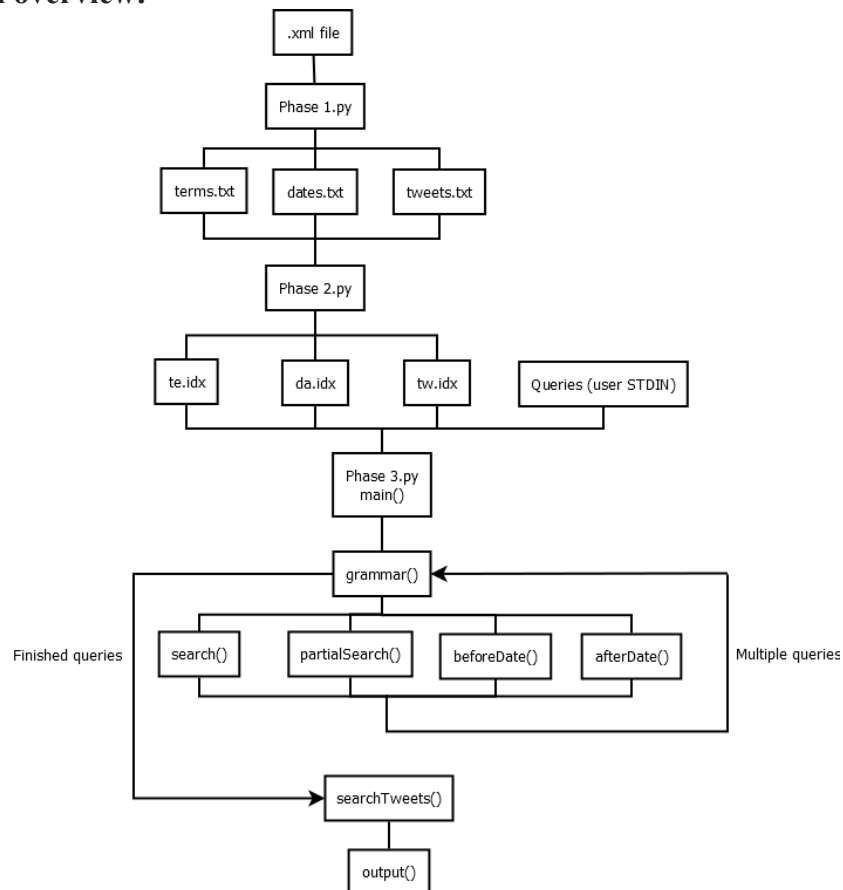 overview:
.xml file
Phase 1.py
terms.txt
dates.txt
tweets.txt
Phase 2.py
te.idx
da.idx
tw.idx
Queries (user STDIN)
Phase 3.py
main()
grammar()
Finished queries
search()
partialSearch()
beforeDate()
afterDate()
Multiple queries
searchTweets()
output()